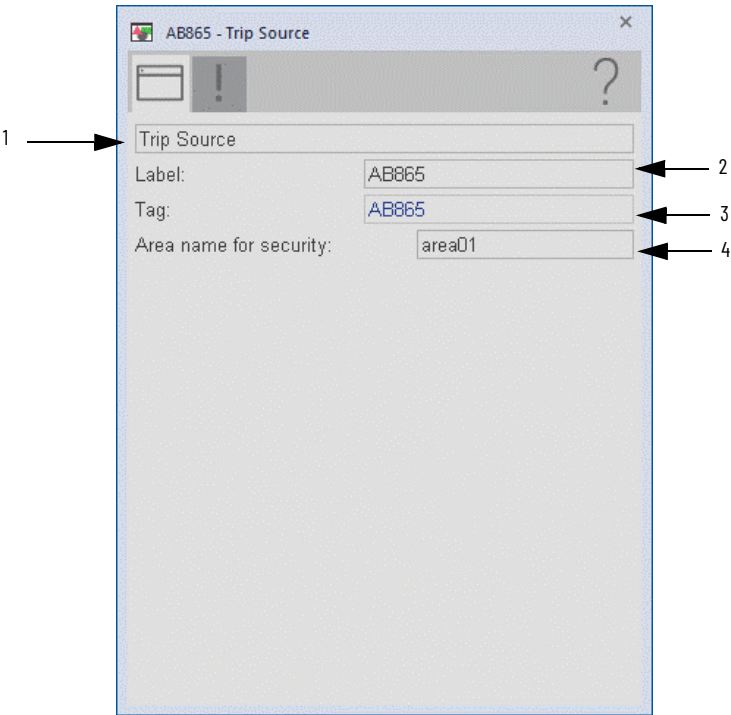 AB865 - Trip Source
1
Trip Source
Label: AB865 2
Tag: AB865 3
Area name for security: area01 4